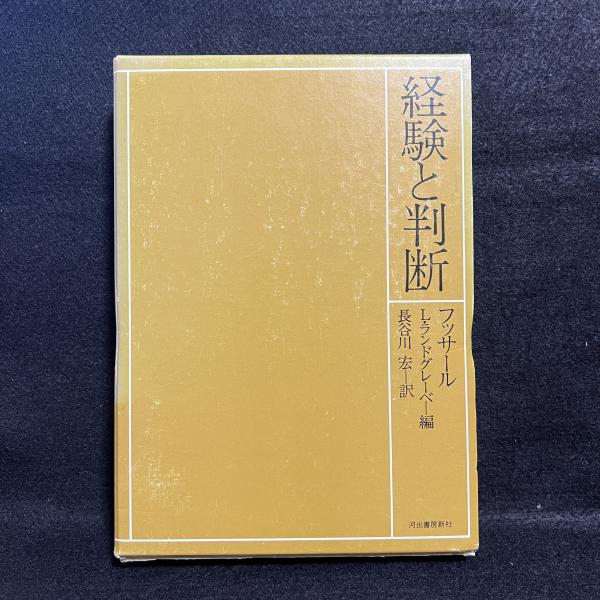 経験と判断
フッサール
L・ランドグレーベ―編
長谷川 宏―訳
河出書房新社